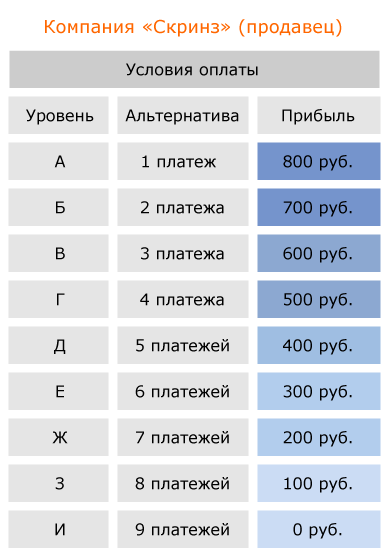 Компания «Скринз» (продавец)
Условия оплаты
Уровень Альтернатива Прибыль
А 1 платеж 800 руб.
Б 2 платежа 700 руб.
В 3 платежа 600 руб.
Г 4 платежа 500 руб.
Д 5 платежей 400 руб.
Е 6 платежей 300 руб.
Ж 7 платежей 200 руб.
З 8 платежей 100 руб.
И 9 платежей 0 руб.